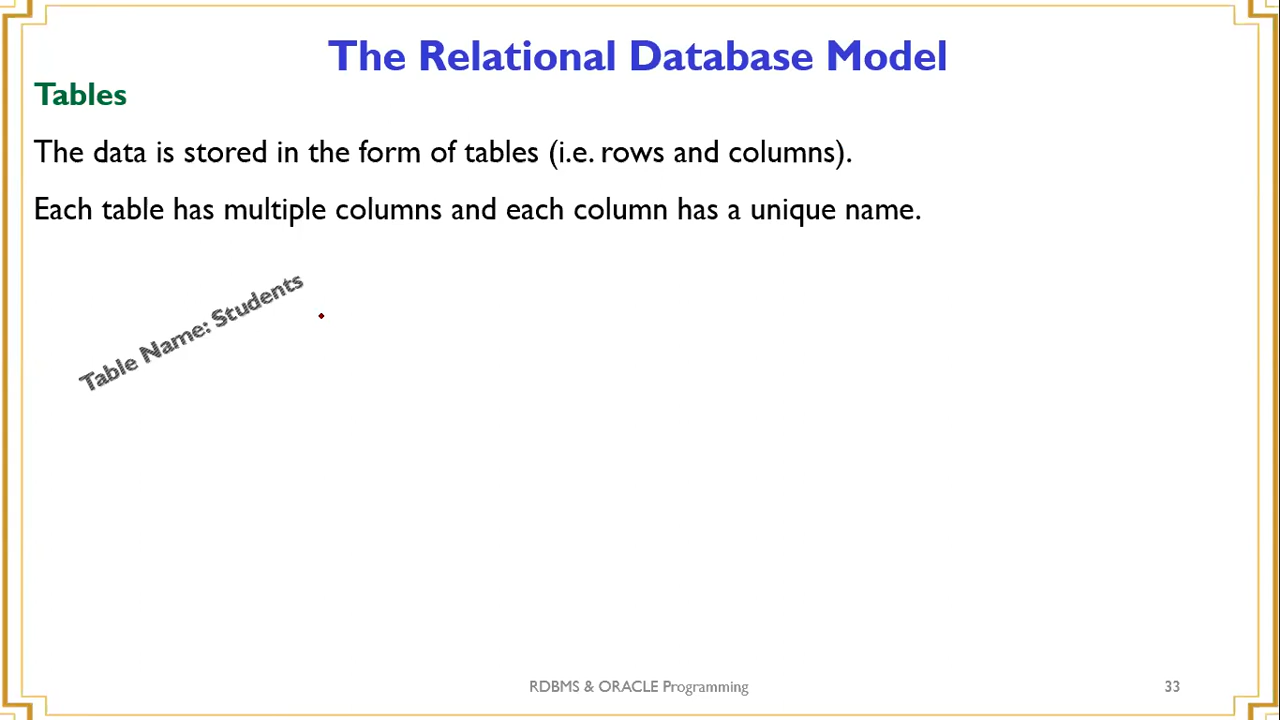 The Relational Database Model
Tables
The data is stored in the form of tables (i.e. rows and columns).
Each table has multiple columns and each column has a unique name.
Table Name: Students
RDBMS & ORACLE Programming
33